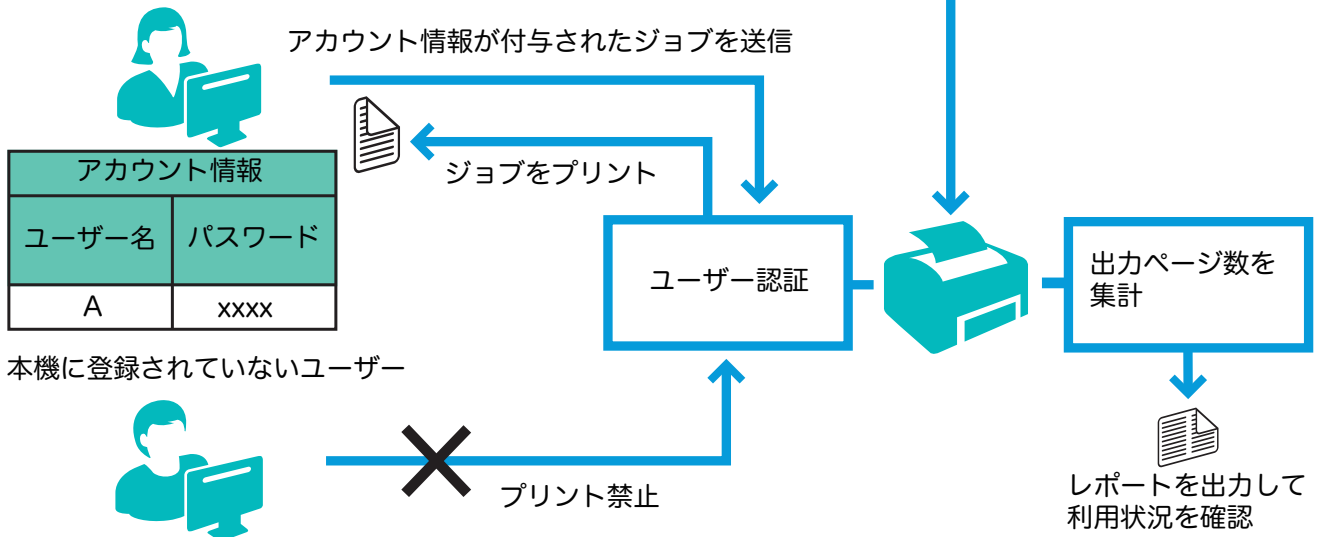 アカウント情報が付与されたジョブを送信
ジョブをプリント
アカウント情報
ユーザー名 パスワード
A xxxx
ユーザー認証
出力ページ数を
集計
本機に登録されていないユーザー
プリント禁止
レポートを出力して
利用状況を確認